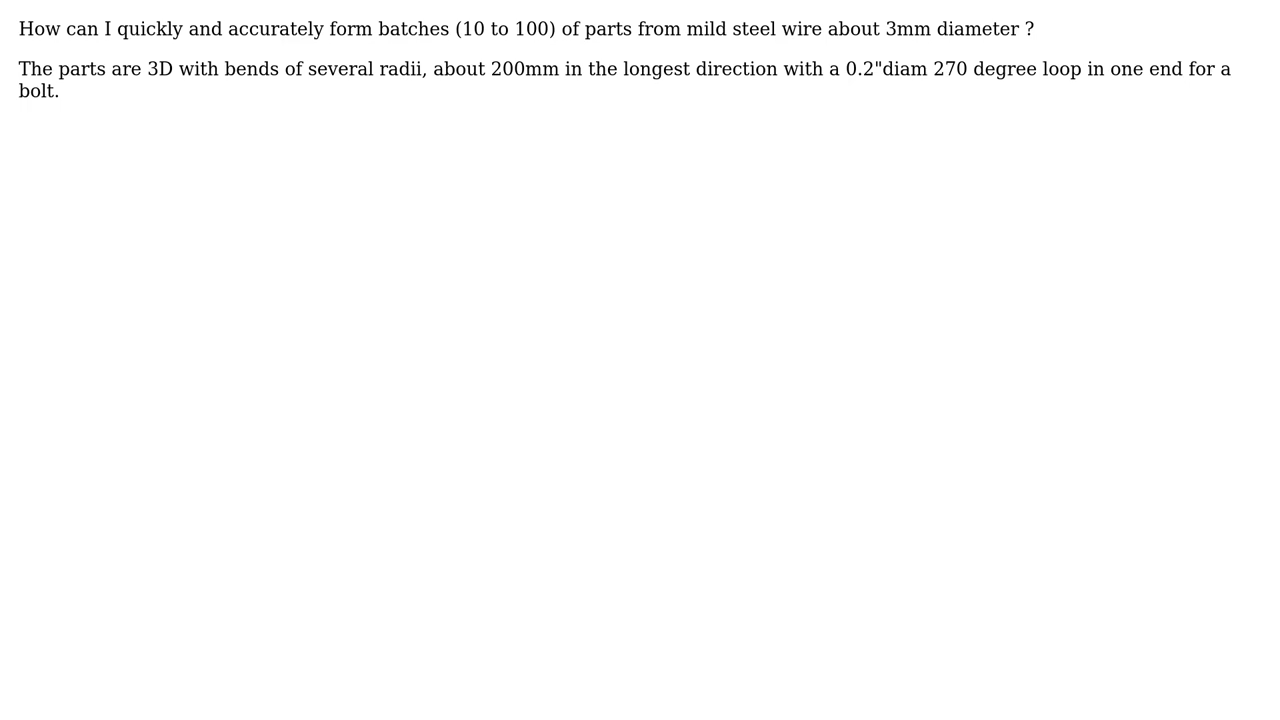 How can I quickly and accurately form batches (10 to 100) of parts from mild steel wire about 3mm diameter ?
The parts are 3D with bends of several radii, about 200mm in the longest direction with a 0.2"diam 270 degree loop in one end for a
bolt.